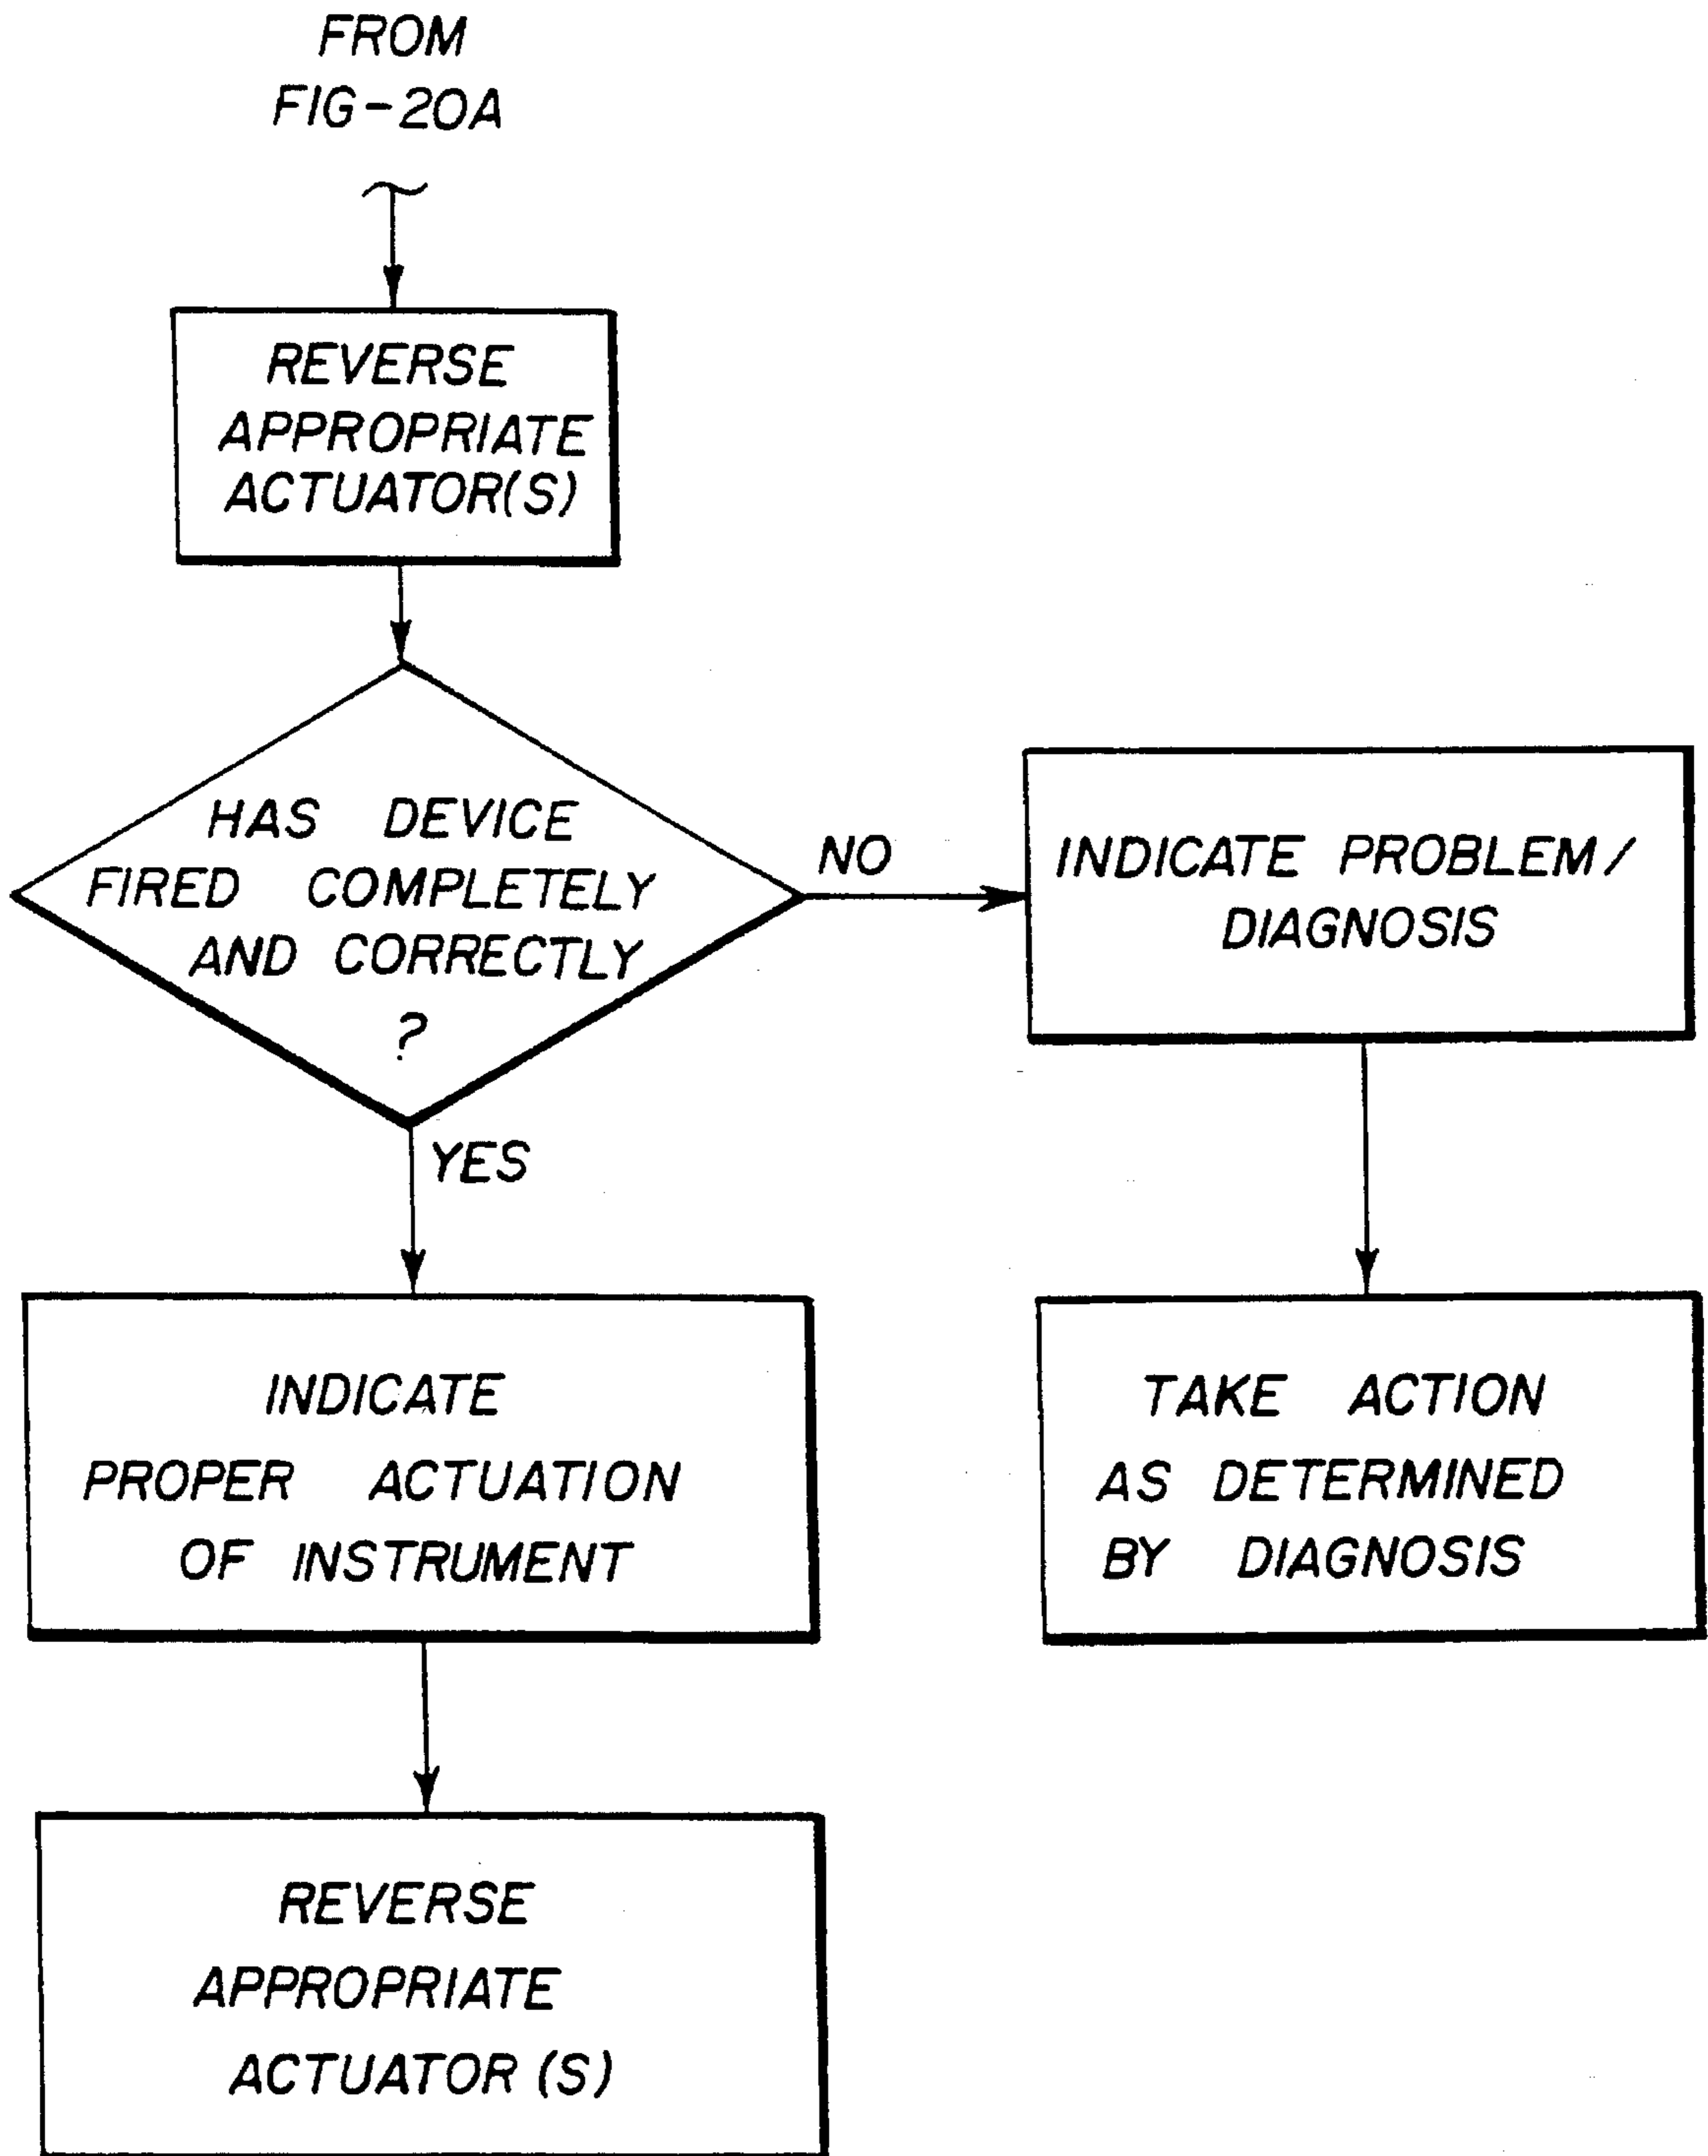 FROM
FIG-20A
REVERSE
APPROPRIATE
ACTUATOR(S)
HAS DEVICE
FIRED COMPLETELY
AND CORRECTLY
?
NO
INDICATE PROBLEM/
DIAGNOSIS
YES
INDICATE
PROPER ACTUATION
OF INSTRUMENT
TAKE ACTION
AS DETERMINED
BY DIAGNOSIS
REVERSE
APPROPRIATE
ACTUATOR (S)